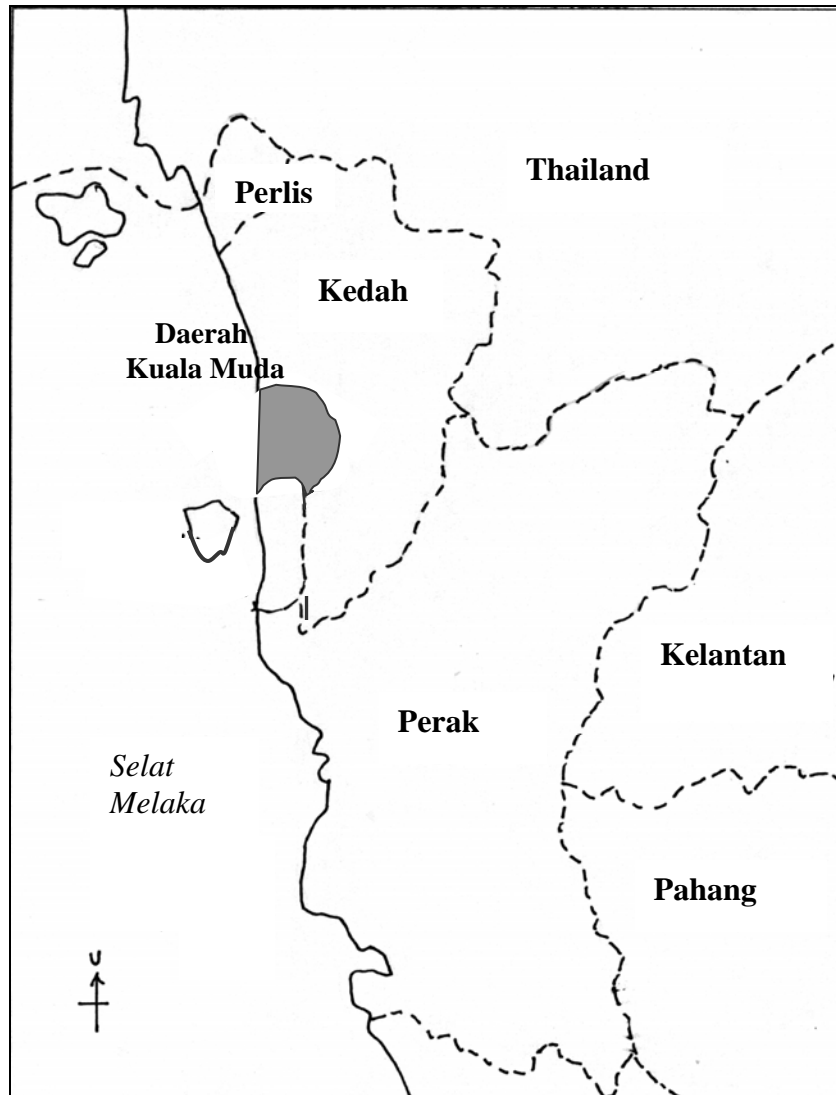 Thailand
Perlis
Kedah
Daerah
Kuala Muda
Kelantan
Perak
Selat
Melaka
Pahang
U